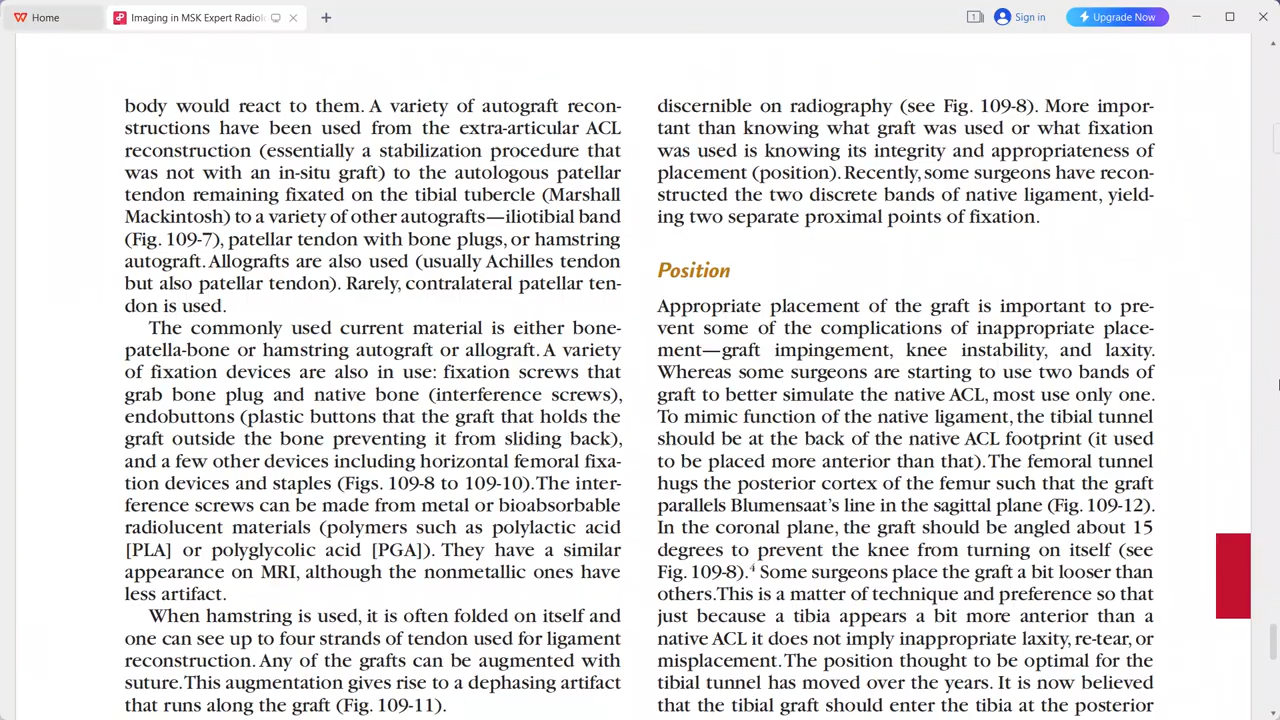 Home
Imaging in MSK Expert Radiol
1
Sign in
Upgrade Now
body would react to them. A variety of autograft recon-
structions have been used from the extra-articular ACL
reconstruction (essentially a stabilization procedure that
was not with an in-situ graft) to the autologous patellar
tendon remaining fixated on the tibial tubercle (Marshall
Mackintosh) to a variety of other autografts—iliotibial band
(Fig. 109-7), patellar tendon with bone plugs, or hamstring
autograft. Allografts are also used (usually Achilles tendon
but also patellar tendon). Rarely, contralateral patellar ten-
don is used.
The commonly used current material is either bone-
patella-bone or hamstring autograft or allograft. A variety
of fixation devices are also in use: fixation screws that
grab bone plug and native bone (interference screws),
endobuttons (plastic buttons that the graft that holds the
graft outside the bone preventing it from sliding back),
and a few other devices including horizontal femoral fixa-
tion devices and staples (Figs. 109-8 to 109-10). The inter-
ference screws can be made from metal or bioabsorbable
radiolucent materials (polymers such as polylactic acid
[PLA] or polyglycolic acid [PGA]). They have a similar
appearance on MRI, although the nonmetallic ones have
less artifact.
When hamstring is used, it is often folded on itself and
one can see up to four strands of tendon used for ligament
reconstruction. Any of the grafts can be augmented with
suture. This augmentation gives rise to a dephasing artifact
that runs along the graft (Fig. 109-11).
discernible on radiography (see Fig. 109-8). More impor-
tant than knowing what graft was used or what fixation
was used is knowing its integrity and appropriateness of
placement (position). Recently, some surgeons have recon-
structed the two discrete bands of native ligament, yield-
ing two separate proximal points of fixation.
Position
Appropriate placement of the graft is important to pre-
vent some of the complications of inappropriate place-
ment—graft impingement, knee instability, and laxity.
Whereas some surgeons are starting to use two bands of
graft to better simulate the native ACL, most use only one.
To mimic function of the native ligament, the tibial tunnel
should be at the back of the native ACL footprint (it used
to be placed more anterior than that). The femoral tunnel
hugs the posterior cortex of the femur such that the graft
parallels Blumensaat's line in the sagittal plane (Fig. 109-12).
In the coronal plane, the graft should be angled about 15
degrees to prevent the knee from turning on itself (see
Fig. 109-8).⁴ Some surgeons place the graft a bit looser than
others. This is a matter of technique and preference so that
just because a tibia appears a bit more anterior than a
native ACL it does not imply inappropriate laxity, re-tear, or
misplacement. The position thought to be optimal for the
tibial tunnel has moved over the years. It is now believed
that the tibial graft should enter the tibia at the posterior